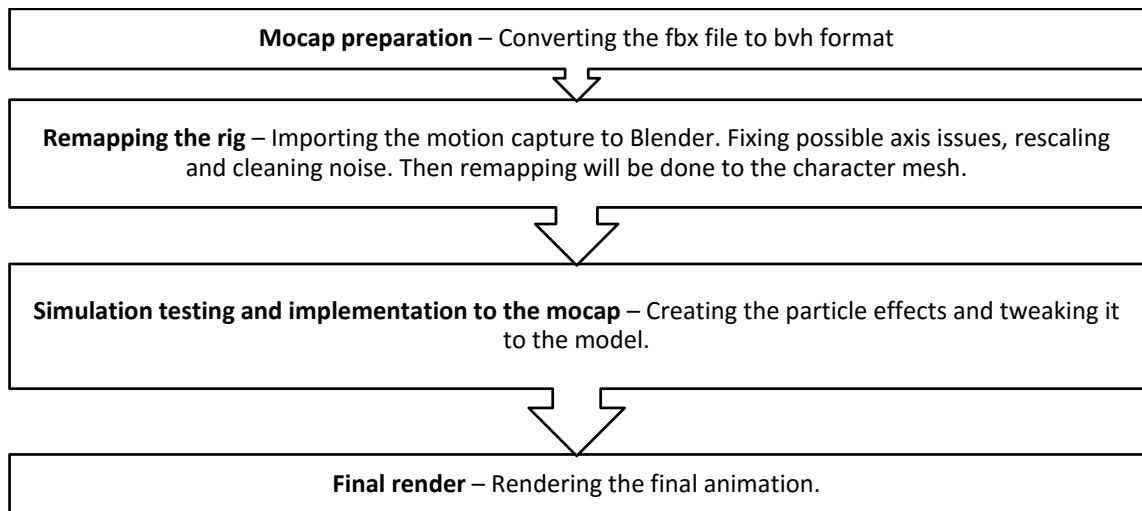 Mocap preparation – Converting the fbx file to bvh format
Remapping the rig – Importing the motion capture to Blender. Fixing possible axis issues, rescaling
and cleaning noise. Then remapping will be done to the character mesh.
Simulation testing and implementation to the mocap – Creating the particle effects and tweaking it
to the model.
Final render – Rendering the final animation.